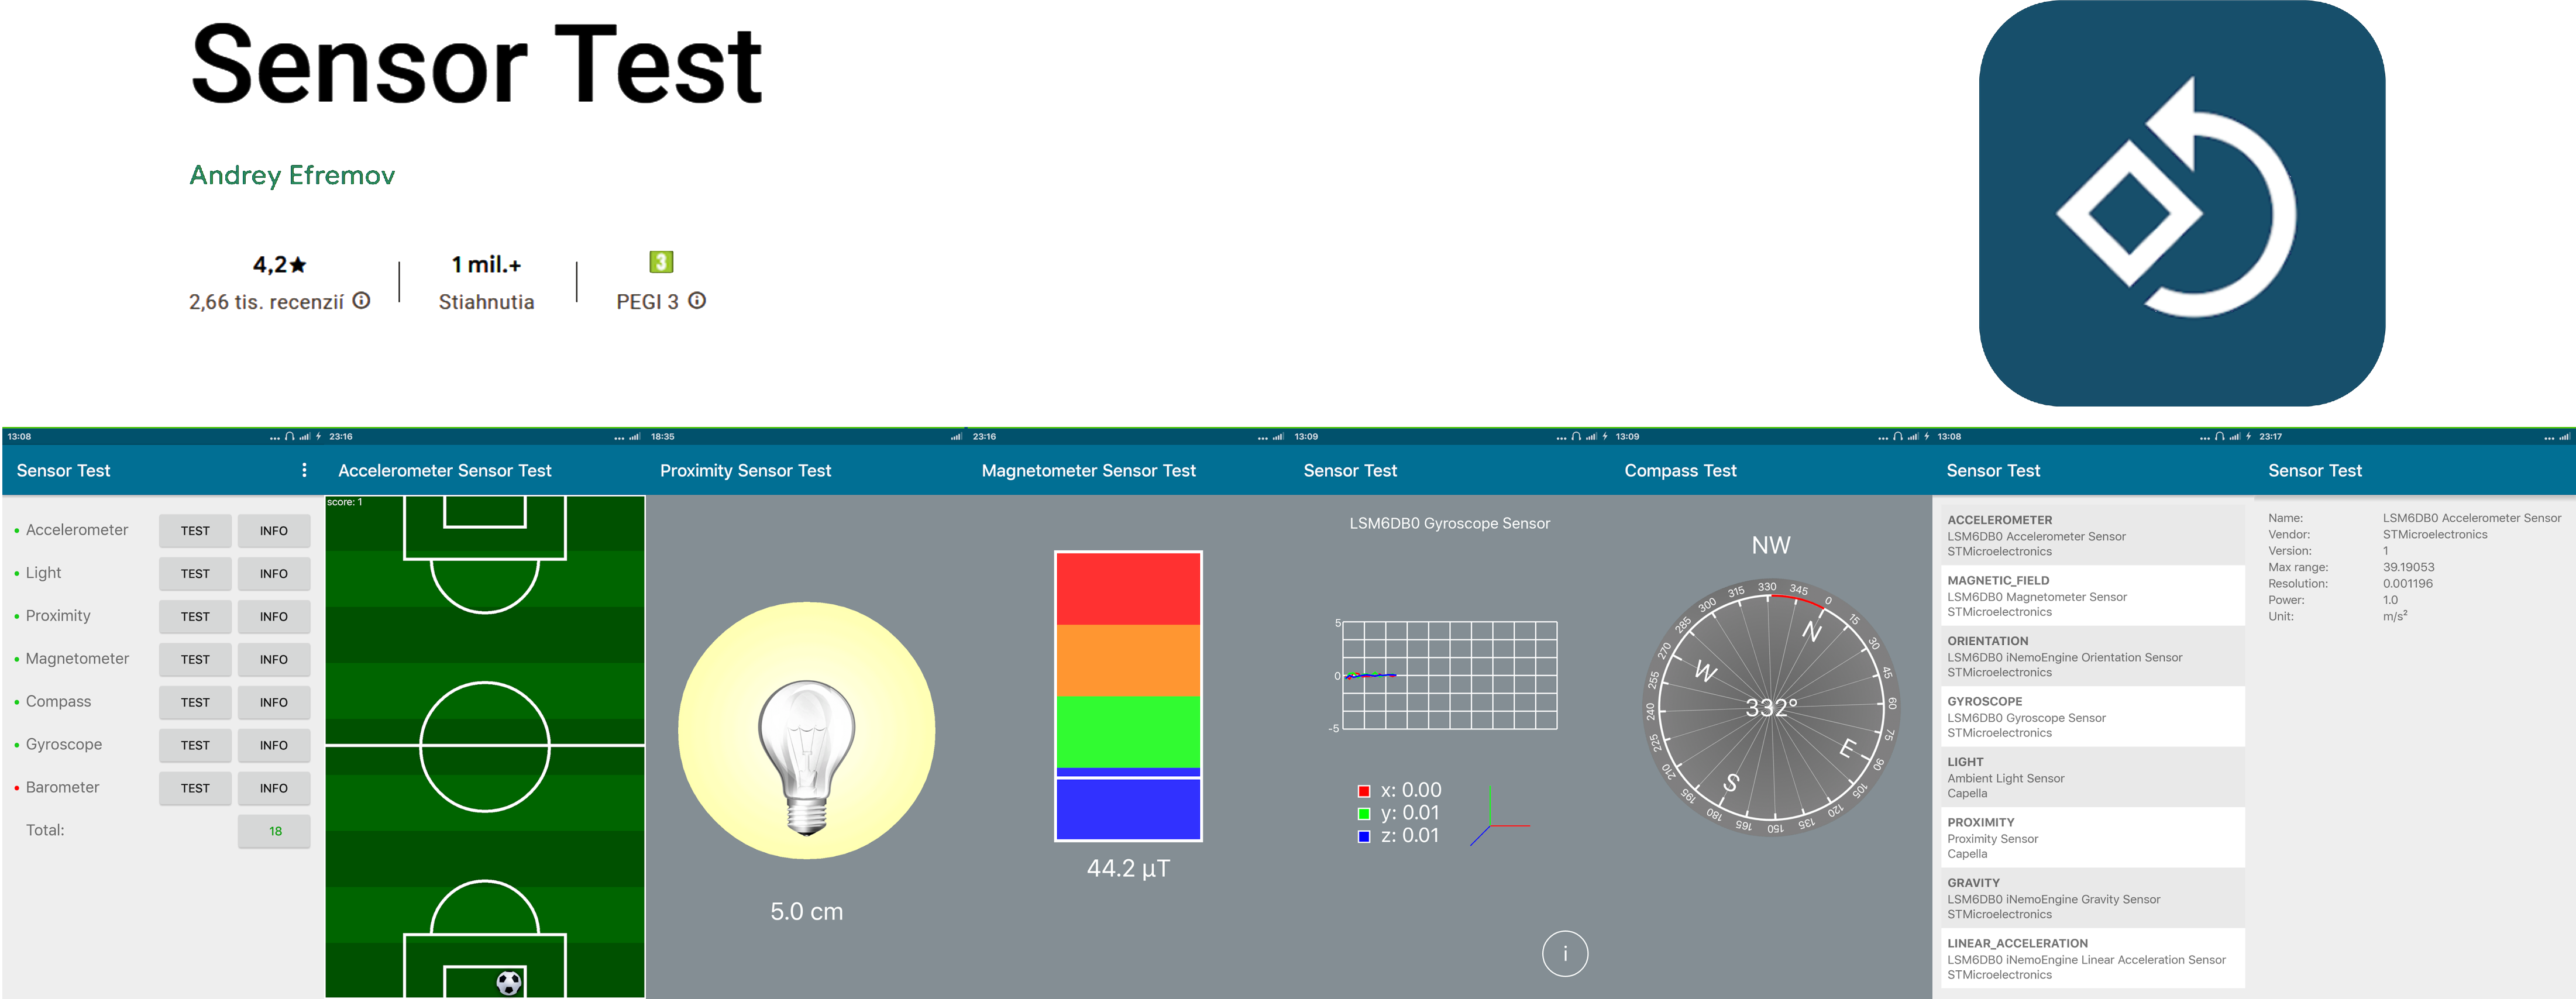 Sensor Test
Andrey Efremov
4,2★
2,66 tis. recenzií
1 mil.+
Stiahnutia
3
PEGI 3
13:08
Sensor Test
Accelerometer TEST INFO
Light TEST INFO
Proximity TEST INFO
Magnetometer TEST INFO
Compass TEST INFO
Gyroscope TEST INFO
Barometer TEST INFO
Total: 18
23:16
Accelerometer Sensor Test
score: 1
18:35
Proximity Sensor Test
5.0 cm
23:16
Magnetometer Sensor Test
44.2 µT
13:09
Sensor Test
LSM6DB0 Gyroscope Sensor
5
0
-5
x: 0.00
y: 0.01
z: 0.01
i
13:09
Compass Test
NW
330
345
0
15
30
45
60
75
90
105
120
135
150
165
180
195
210
225
240
255
270
285
300
315
N
E
S
W
332°
13:08
Sensor Test
ACCELEROMETER
LSM6DB0 Accelerometer Sensor
STMicroelectronics
MAGNETIC_FIELD
LSM6DB0 Magnetometer Sensor
STMicroelectronics
ORIENTATION
LSM6DB0 iNemoEngine Orientation Sensor
STMicroelectronics
GYROSCOPE
LSM6DB0 Gyroscope Sensor
STMicroelectronics
LIGHT
Ambient Light Sensor
Capella
PROXIMITY
Proximity Sensor
Capella
GRAVITY
LSM6DB0 iNemoEngine Gravity Sensor
STMicroelectronics
LINEAR_ACCELERATION
LSM6DB0 iNemoEngine Linear Acceleration Sensor
STMicroelectronics
23:17
Sensor Test
Name: LSM6DB0 Accelerometer Sensor
Vendor: STMicroelectronics
Version: 1
Max range: 39.19053
Resolution: 0.001196
Power: 1.0
Unit: m/s²